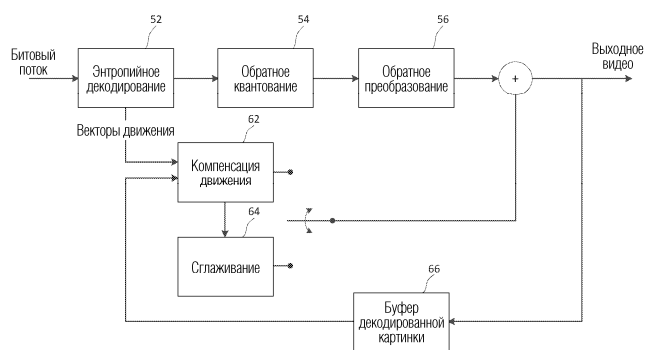 52
54
56
Битовый
поток
Энтропийное
декодирование
Обратное
квантование
Обратное
преобразование
+
Выходное
видео
Векторы движения
62
Компенсация
движения
64
Сглаживание
66
Буфер
декодированной
картинки